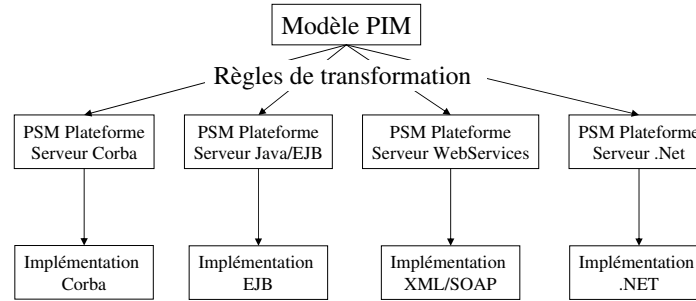 Modèle PIM
Règles de transformation
PSM Plateforme
Serveur Corba
PSM Plateforme
Serveur Java/EJB
PSM Plateforme
Serveur WebServices
PSM Plateforme
Serveur .Net
Implémentation
Corba
Implémentation
EJB
Implémentation
XML/SOAP
Implémentation
.NET